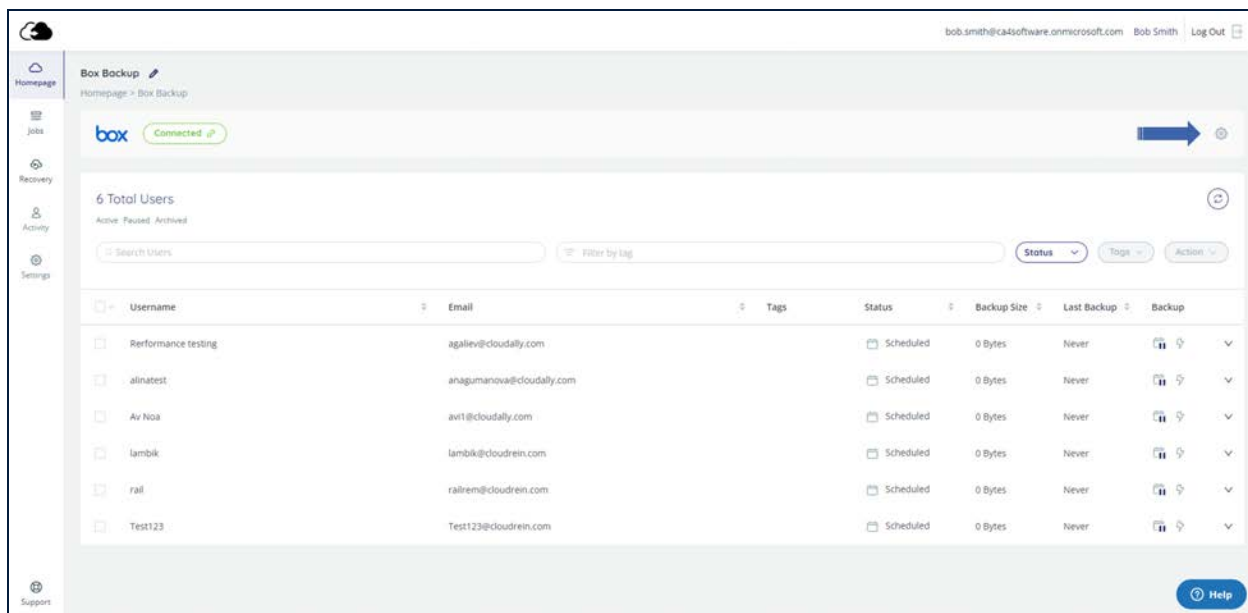 bob.smith@ca4software.onmicrosoft.com Bob Smith Log Out
Homepage
Box Backup
Homepage > Box Backup
Jobs
box Connected
Recovery
6 Total Users
Activity
Active Paused Archived
Search Users Filter by tag Status Tags Action
Settings
Username Email Tags Status Backup Size Last Backup Backup
Rerformance testing agaliev@cloudally.com Scheduled 0 Bytes Never
alinatest anagumanova@cloudally.com Scheduled 0 Bytes Never
Av Noa avi1@cloudally.com Scheduled 0 Bytes Never
lambik lambik@cloudrein.com Scheduled 0 Bytes Never
rail railrem@cloudrein.com Scheduled 0 Bytes Never
Test123 Test123@cloudrein.com Scheduled 0 Bytes Never
Support
Help